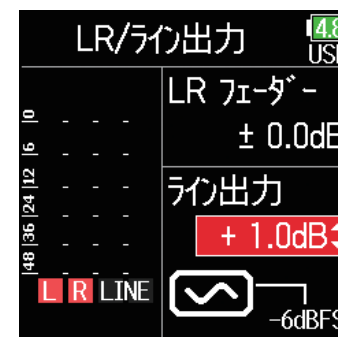 LR/ライン出力
4.8
USB
LR フェーダー
± 0.0dB
|0
|6
|12
|24
|36
|48
ライン出力
+ 1.0dB
L R LINE
-6dBFS